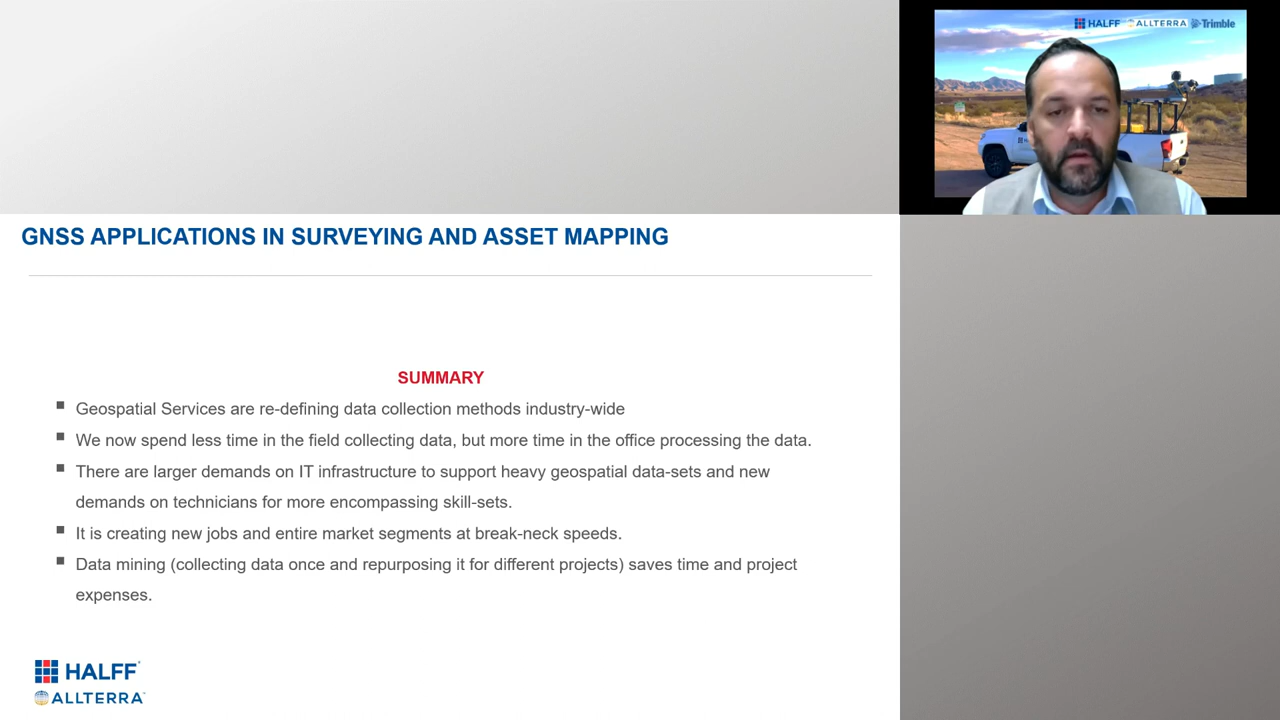 HALFF ALLTERRA Trimble
GNSS APPLICATIONS IN SURVEYING AND ASSET MAPPING
SUMMARY
Geospatial Services are re-defining data collection methods industry-wide
We now spend less time in the field collecting data, but more time in the office processing the data.
There are larger demands on IT infrastructure to support heavy geospatial data-sets and new
demands on technicians for more encompassing skill-sets.
It is creating new jobs and entire market segments at break-neck speeds.
Data mining (collecting data once and repurposing it for different projects) saves time and project
expenses.
HALFF
ALLTERRA